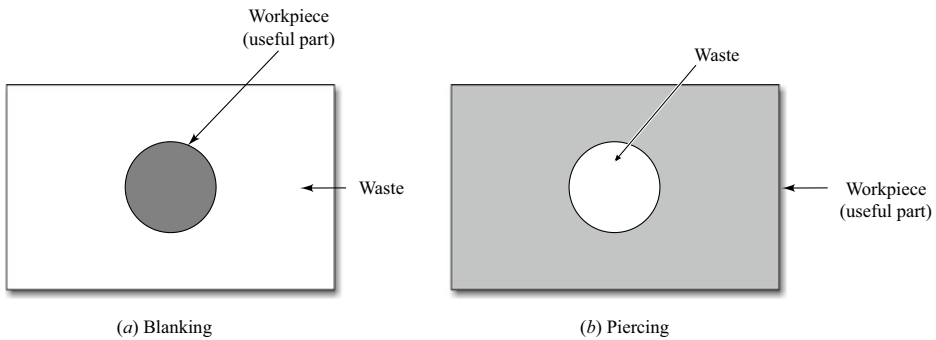 Workpiece
(useful part)
Waste
(a) Blanking
Waste
Workpiece
(useful part)
(b) Piercing